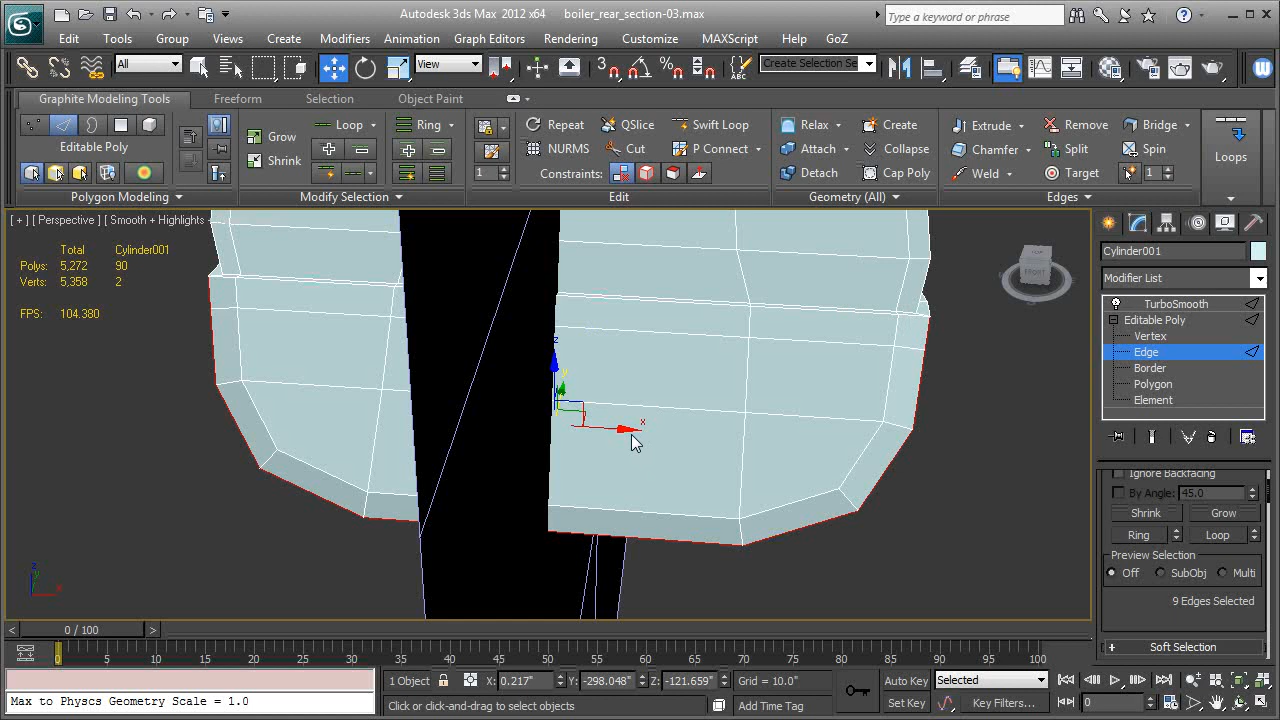 Autodesk 3ds Max 2012 x64 boiler_rear_section-03.max
Type a keyword or phrase
Edit Tools Group Views Create Modifiers Animation Graph Editors Rendering Customize MAXScript Help GoZ
All View Create Selection Se
Graphite Modeling Tools Freeform Selection Object Paint
Loop Ring Repeat QSlice Swift Loop Relax Create Extrude Remove Bridge
Grow NURMS Cut P Connect Attach Collapse Chamfer Split Spin
Editable Poly
Shrink Constraints: Detach Cap Poly Weld Target Loops
1 1
Polygon Modeling Modify Selection Edit Geometry (All) Edges
[ + ] [ Perspective ] [ Smooth + Highlights
Total Cylinder001
Polys: 5,272 90
Verts: 5,358 2
FPS: 104.380
TOP
FRONT
z
y
x
z
y
x
Cylinder001
Modifier List
TurboSmooth
Editable Poly
Vertex
Edge
Border
Polygon
Element
Ignore Backfacing
By Angle: 45.0
Shrink Grow
Ring Loop
Preview Selection
Off SubObj Multi
9 Edges Selected
Soft Selection
0 / 100
0 5 10 15 20 25 30 35 40 45 50 55 60 65 70 75 80 85 90 95 100
1 Object X: 0.217" Y: -298.048" Z: -121.659" Grid = 10.0" Auto Key Selected
Max to Physcs Geometry Scale = 1.0
Click or click-and-drag to select objects Add Time Tag Set Key Key Filters... 0